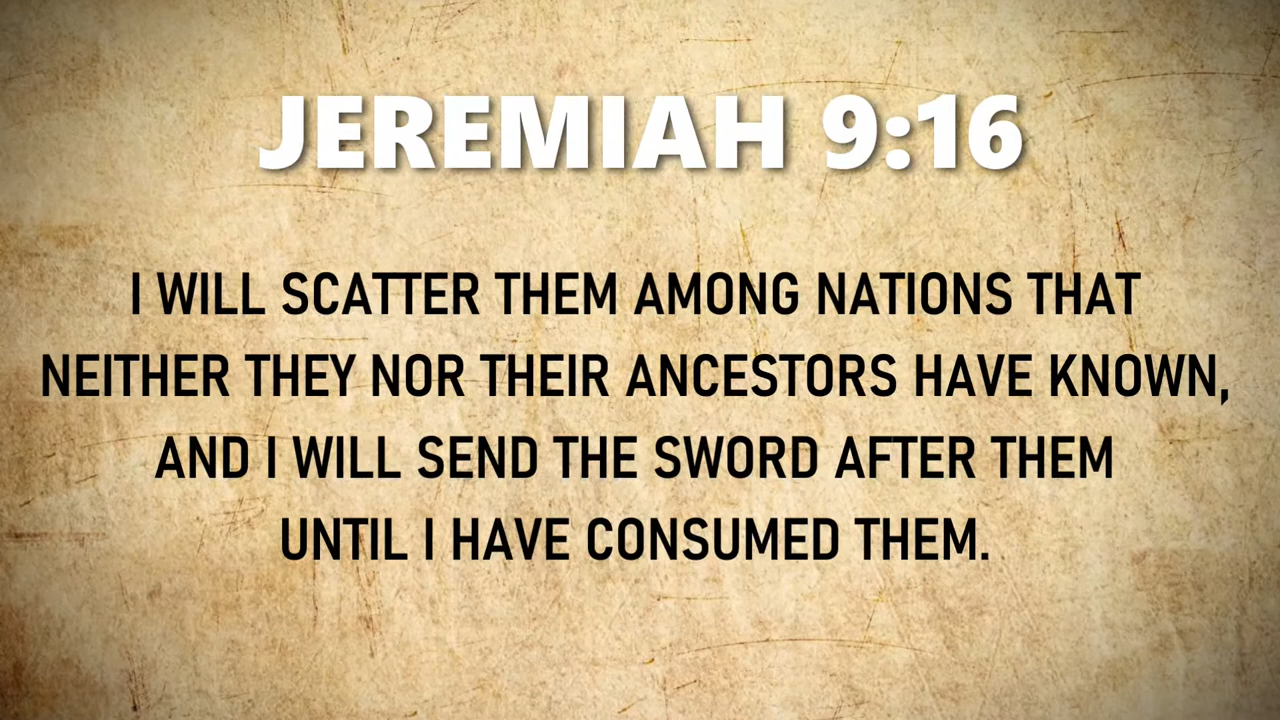 JEREMIAH 9:16
I WILL SCATTER THEM AMONG NATIONS THAT
NEITHER THEY NOR THEIR ANCESTORS HAVE KNOWN,
AND I WILL SEND THE SWORD AFTER THEM
UNTIL I HAVE CONSUMED THEM.